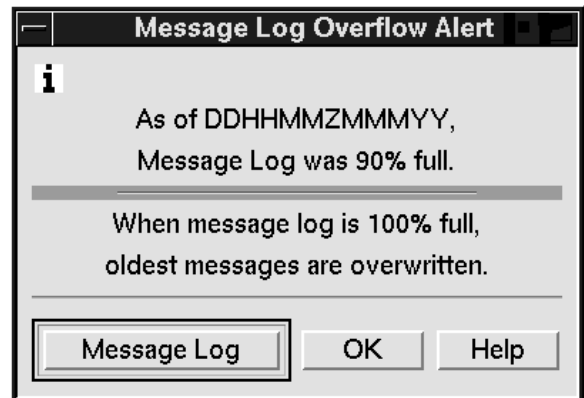 Message Log Overflow Alert
i
As of DDHHMMZMMMYY,
Message Log was 90% full.
When message log is 100% full,
oldest messages are overwritten.
Message Log OK Help